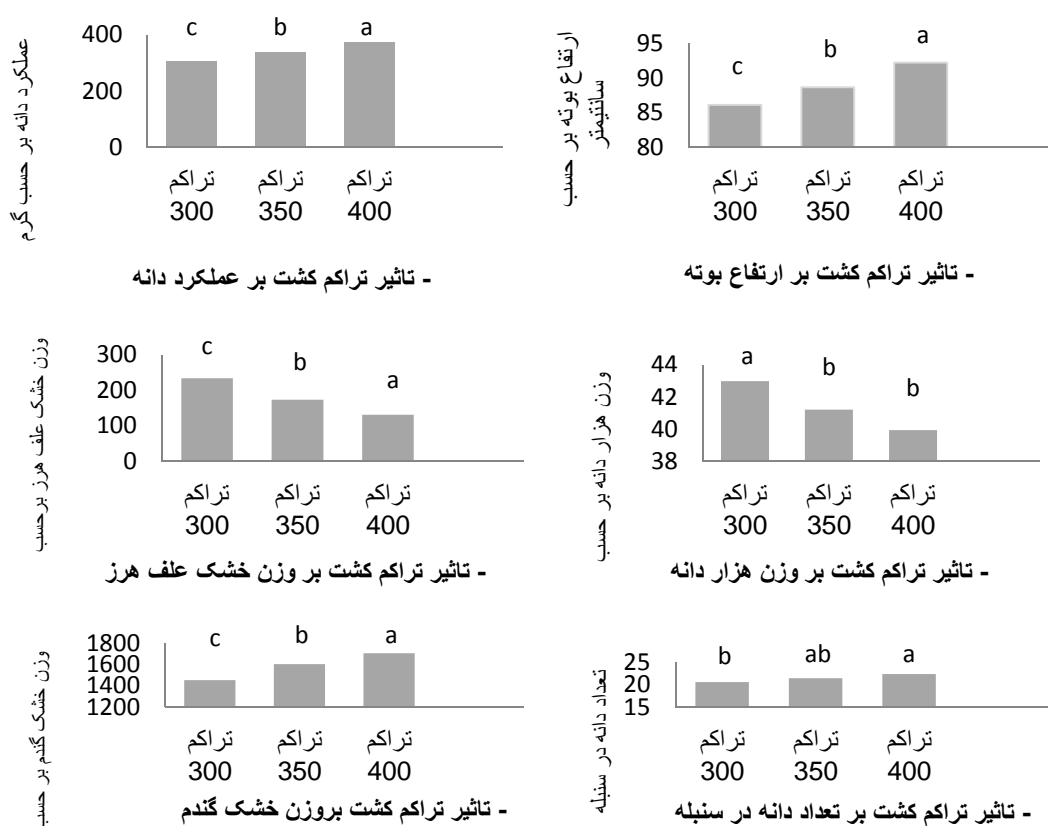 عملکرد دانه بر حسب گرم
400
200
0
c b a
تراکم 300
تراکم 350
تراکم 400
- تاثیر تراکم کشت بر عملکرد دانه
ارتفاع بوته بر حسب
سانتیمتر
95
90
85
80
c b a
تراکم 300
تراکم 350
تراکم 400
- تاثیر تراکم کشت بر ارتفاع بوته
وزن خشک علف هرز برحسب
300
200
100
0
c b a
تراکم 300
تراکم 350
تراکم 400
- تاثیر تراکم کشت بر وزن خشک علف هرز
وزن هزار دانه بر حسب
44
42
40
38
a b b
تراکم 300
تراکم 350
تراکم 400
- تاثیر تراکم کشت بر وزن هزار دانه
وزن خشک گندم بر حسب
1800
1600
1400
1200
c b a
تراکم 300
تراکم 350
تراکم 400
- تاثیر تراکم کشت بروزن خشک گندم
تعداد دانه در سنبله
25
20
15
b ab a
تراکم 300
تراکم 350
تراکم 400
- تاثیر تراکم کشت بر تعداد دانه در سنبله